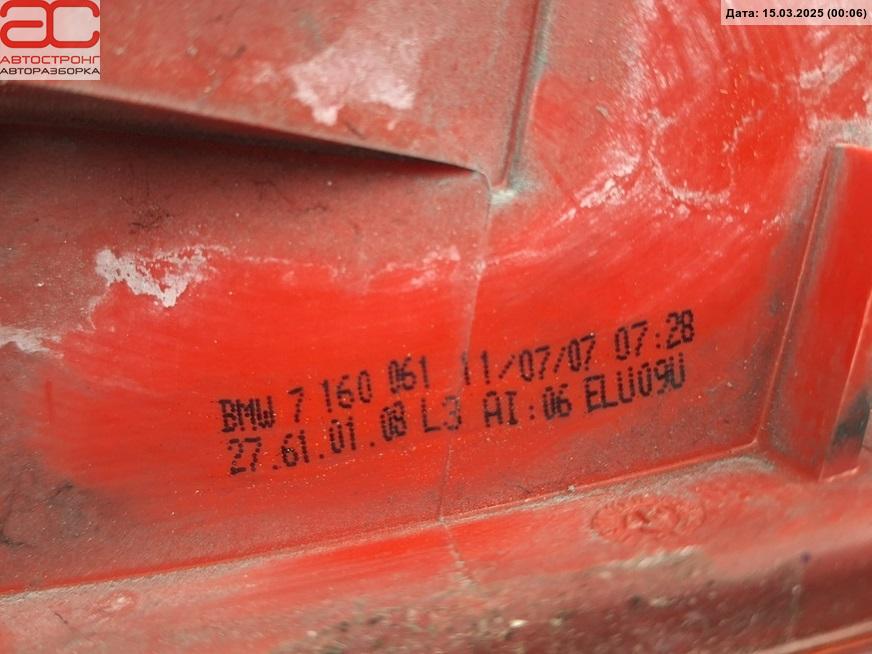 АС
АВТОСТРОНГ
АВТОРАЗБОРКА
Дата: 15.03.2025 (00:06)
BMW 7 160 061 11/07/07 07:28
27.61.01.08 L3 AI:06 ELU09U